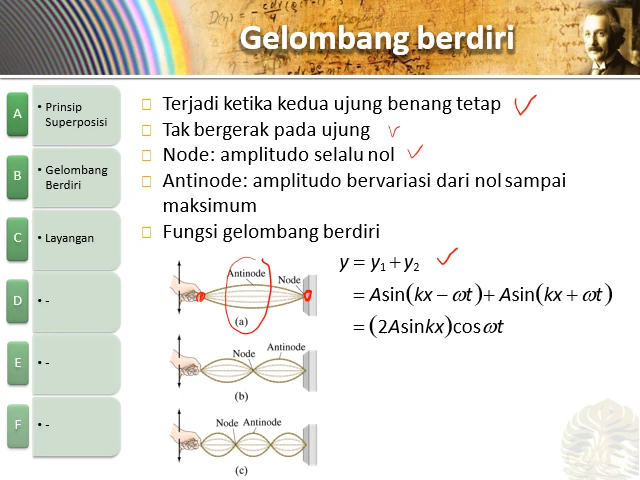 Gelombang berdiri
A
• Prinsip
Superposisi
B
• Gelombang
Berdiri
C
• Layangan
D
• -
E
• -
F
• -
Terjadi ketika kedua ujung benang tetap
Tak bergerak pada ujung
Node: amplitudo selalu nol
Antinode: amplitudo bervariasi dari nol sampai
maksimum
Fungsi gelombang berdiri
y = y₁ + y₂
= Asin(kx − ωt) + Asin(kx + ωt)
= (2Asinkx)cosωt
Antinode
Node
(a)
Node
Antinode
(b)
Node Antinode
(c)